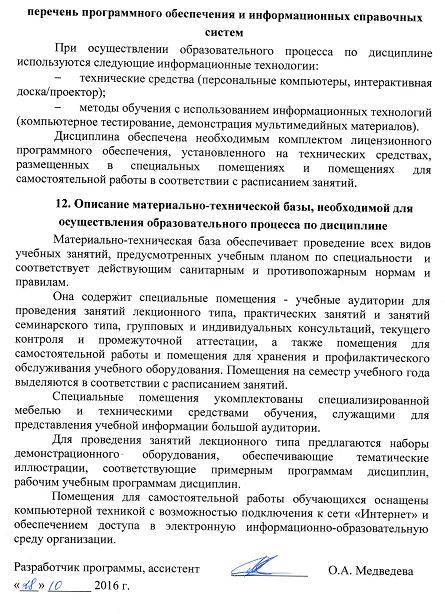 перечень программного обеспечения и информационных справочных
систем
При осуществлении образовательного процесса по дисциплине
используются следующие информационные технологии:
– технические средства (персональные компьютеры, интерактивная
доска/проектор);
– методы обучения с использованием информационных технологий
(компьютерное тестирование, демонстрация мультимедийных материалов).
Дисциплина обеспечена необходимым комплектом лицензионного
программного обеспечения, установленного на технических средствах,
размещенных в специальных помещениях и помещениях для
самостоятельной работы в соответствии с расписанием занятий.
12. Описание материально-технической базы, необходимой для
осуществления образовательного процесса по дисциплине
Материально-техническая база обеспечивает проведение всех видов
учебных занятий, предусмотренных учебным планом по специальности и
соответствует действующим санитарным и противопожарным нормам и
правилам.
Она содержит специальные помещения - учебные аудитории для
проведения занятий лекционного типа, практических занятий и занятий
семинарского типа, групповых и индивидуальных консультаций, текущего
контроля и промежуточной аттестации, а также помещения для
самостоятельной работы и помещения для хранения и профилактического
обслуживания учебного оборудования. Помещения на семестр учебного года
выделяются в соответствии с расписанием занятий.
Специальные помещения укомплектованы специализированной
мебелью и техническими средствами обучения, служащими для
представления учебной информации большой аудитории.
Для проведения занятий лекционного типа предлагаются наборы
демонстрационного оборудования, обеспечивающие тематические
иллюстрации, соответствующие примерным программам дисциплин,
рабочим учебным программам дисциплин.
Помещения для самостоятельной работы обучающихся оснащены
компьютерной техникой с возможностью подключения к сети «Интернет» и
обеспечением доступа в электронную информационно-образовательную
среду организации.
Разработчик программы, ассистент О.А. Медведева
«18» 10 2016 г.